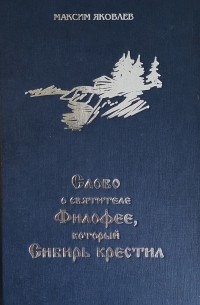 МАКСИМ ЯКОВЛЕВ
Слово
о святителе
Филофее,
который
Сибирь крестил